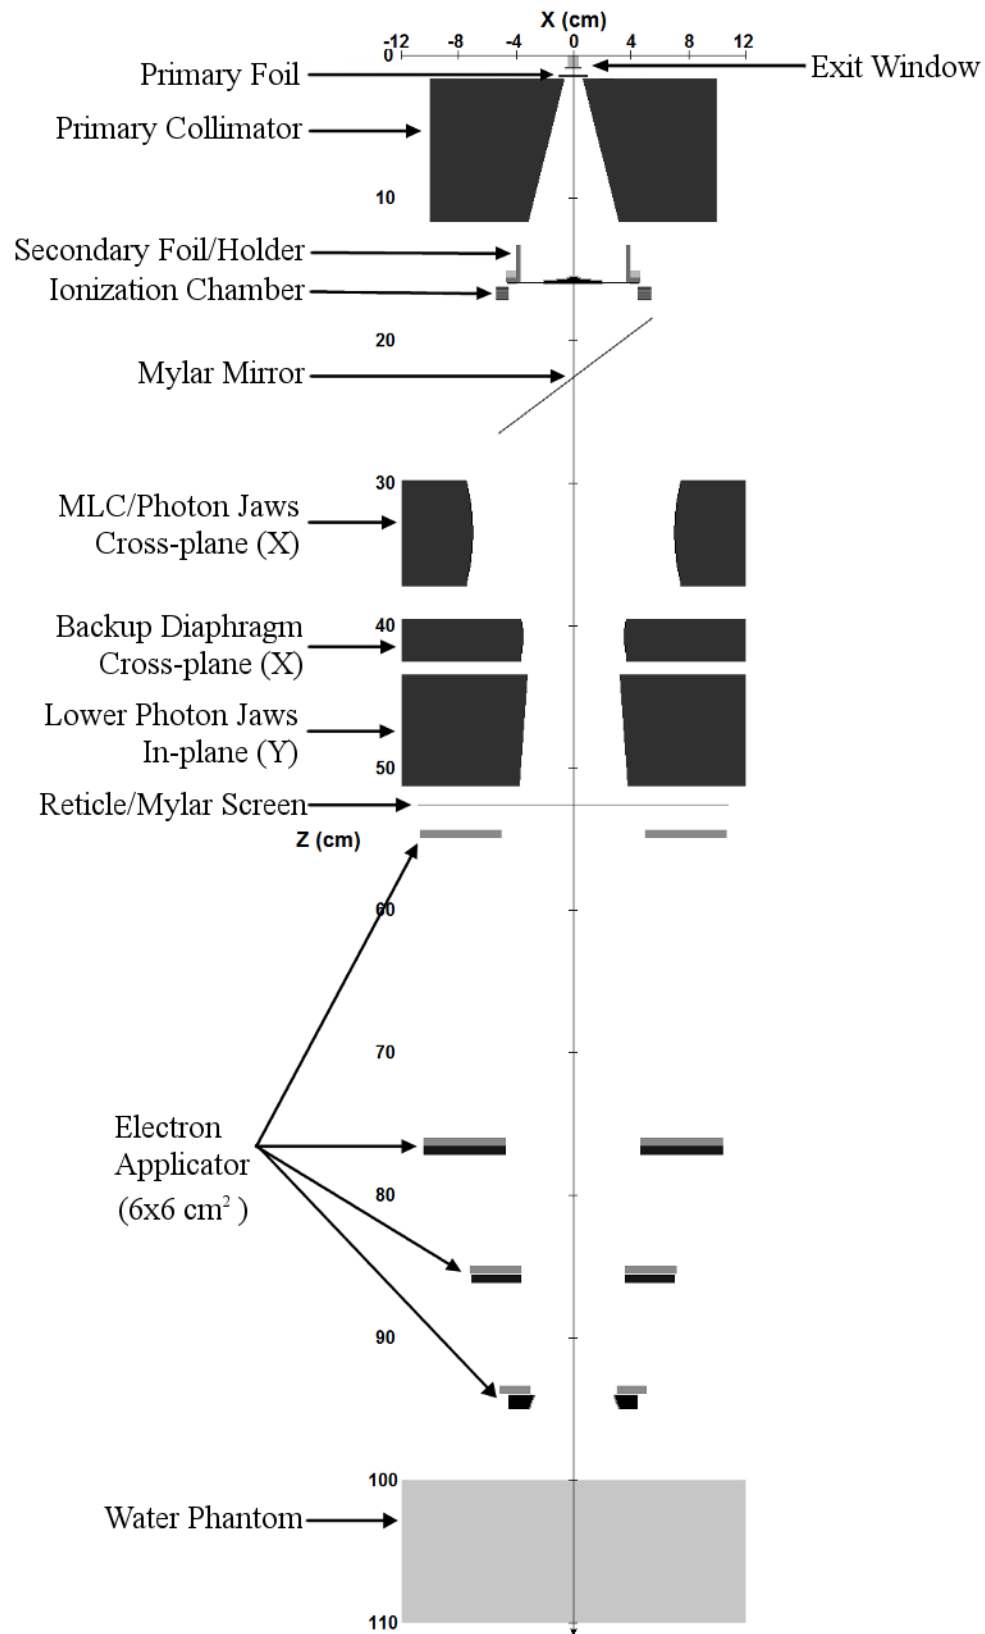 X (cm)
-12 -8 -4 0 4 8 12
0
Primary Foil
Exit Window
Primary Collimator
10
Secondary Foil/Holder
Ionization Chamber
20
Mylar Mirror
30
MLC/Photon Jaws
Cross-plane (X)
40
Backup Diaphragm
Cross-plane (X)
Lower Photon Jaws
In-plane (Y)
50
Reticle/Mylar Screen
Z (cm)
60
70
Electron
Applicator
(6x6 cm²)
80
90
100
Water Phantom
110